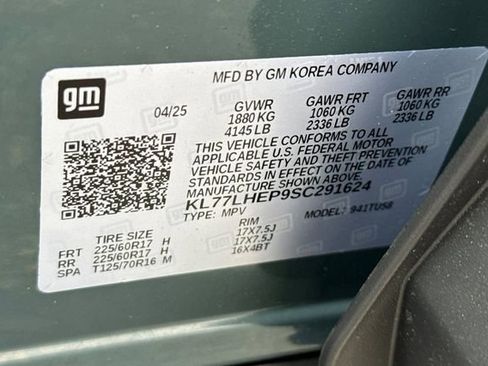 gm
MFD BY GM KOREA COMPANY
04/25 GVWR GAWR FRT GAWR RR
1880 KG 1060 KG 1060 KG
4145 LB 2336 LB 2336 LB
THIS VEHICLE CONFORMS TO ALL
APPLICABLE U.S. FEDERAL MOTOR
VEHICLE SAFETY AND THEFT PREVENTION
STANDARDS IN EFFECT ON THE DATE OF
MANUFACTURE SHOWN ABOVE.
KL77LHEP9SC291624
TYPE: MPV MODEL: 941TU58
TIRE SIZE RIM
FRT 225/60R17 H 17X7.5J
RR 225/60R17 H 17X7.5J
SPA T125/70R16 M 16X4BT